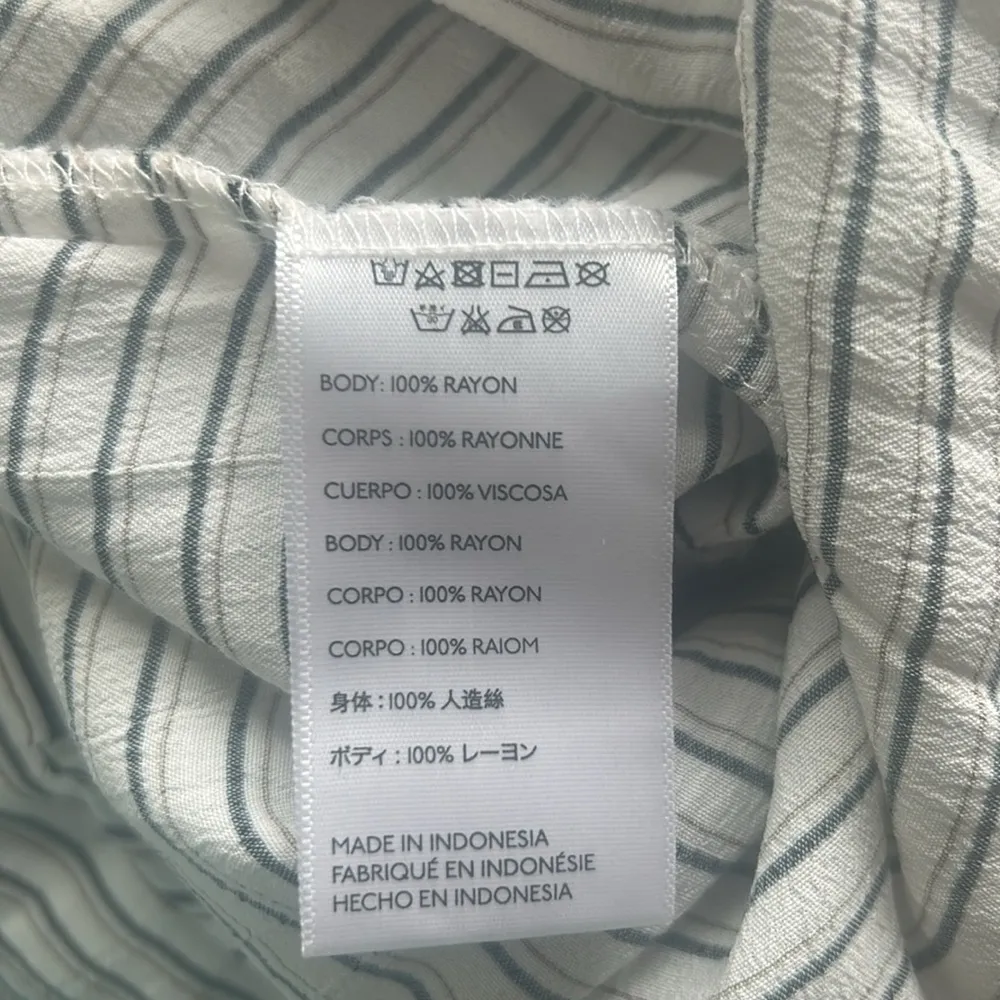 BODY: 100% RAYON
CORPS : 100% RAYONNE
CUERPO : 100% VISCOSA
BODY : 100% RAYON
CORPO : 100% RAYON
CORPO : 100% RAIOM
身体 : 100% 人造絲
ボディ : 100% レーヨン
MADE IN INDONESIA
FABRIQUÉ EN INDONÉSIE
HECHO EN INDONESIA